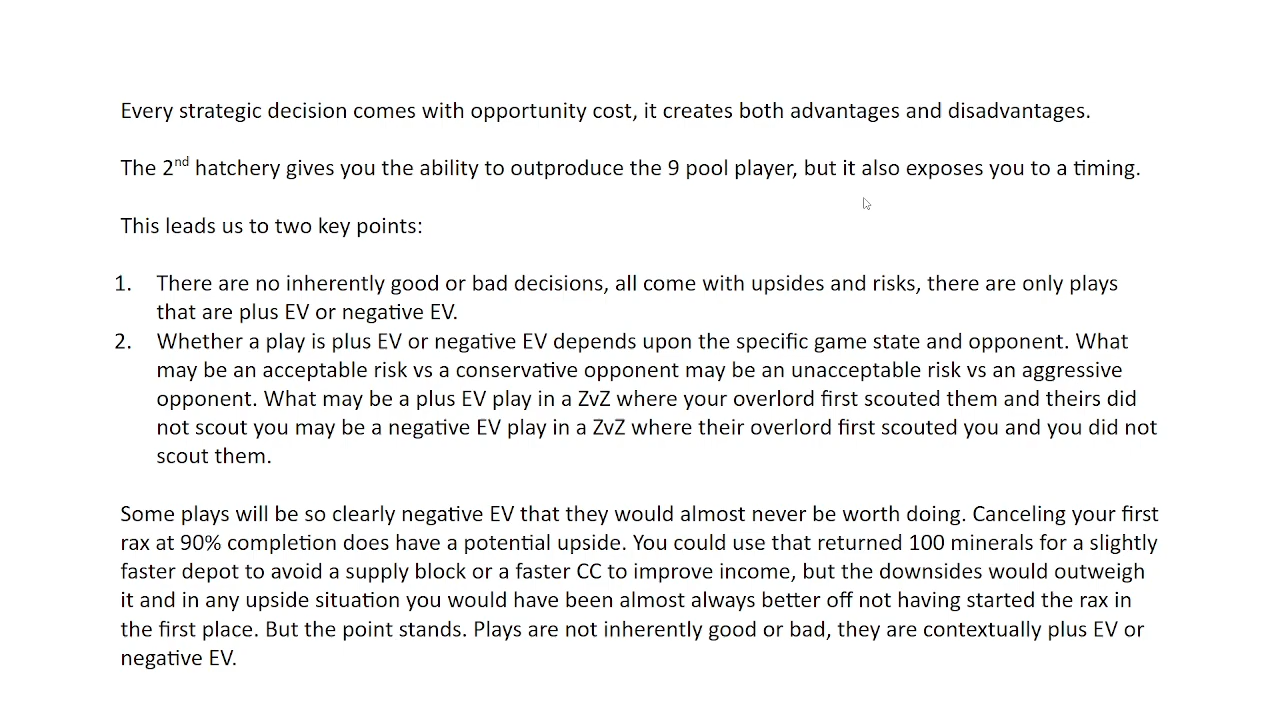 Every strategic decision comes with opportunity cost, it creates both advantages and disadvantages.
The 2nd hatchery gives you the ability to outproduce the 9 pool player, but it also exposes you to a timing.
This leads us to two key points:
1. There are no inherently good or bad decisions, all come with upsides and risks, there are only plays
that are plus EV or negative EV.
2. Whether a play is plus EV or negative EV depends upon the specific game state and opponent. What
may be an acceptable risk vs a conservative opponent may be an unacceptable risk vs an aggressive
opponent. What may be a plus EV play in a ZvZ where your overlord first scouted them and theirs did
not scout you may be a negative EV play in a ZvZ where their overlord first scouted you and you did not
scout them.
Some plays will be so clearly negative EV that they would almost never be worth doing. Canceling your first
rax at 90% completion does have a potential upside. You could use that returned 100 minerals for a slightly
faster depot to avoid a supply block or a faster CC to improve income, but the downsides would outweigh
it and in any upside situation you would have been almost always better off not having started the rax in
the first place. But the point stands. Plays are not inherently good or bad, they are contextually plus EV or
negative EV.